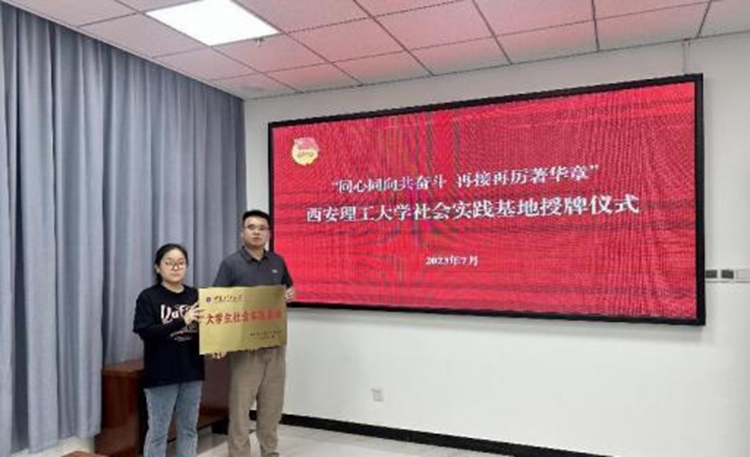 "同心同向共奋斗 再接再厉著华章"
西安理工大学社会实践基地授牌仪式
2023年7月
大学生社会实践基地